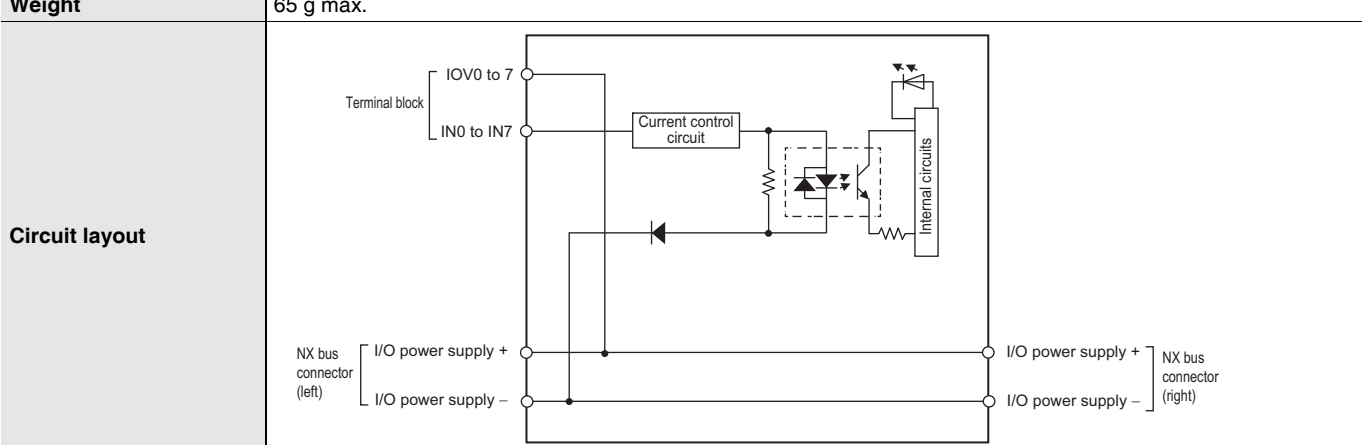 Weight
65 g max.
Circuit layout
IOV0 to 7
Terminal block
IN0 to IN7
Current control
circuit
Internal circuits
NX bus
connector
(left)
I/O power supply +
I/O power supply −
I/O power supply +
I/O power supply −
NX bus
connector
(right)